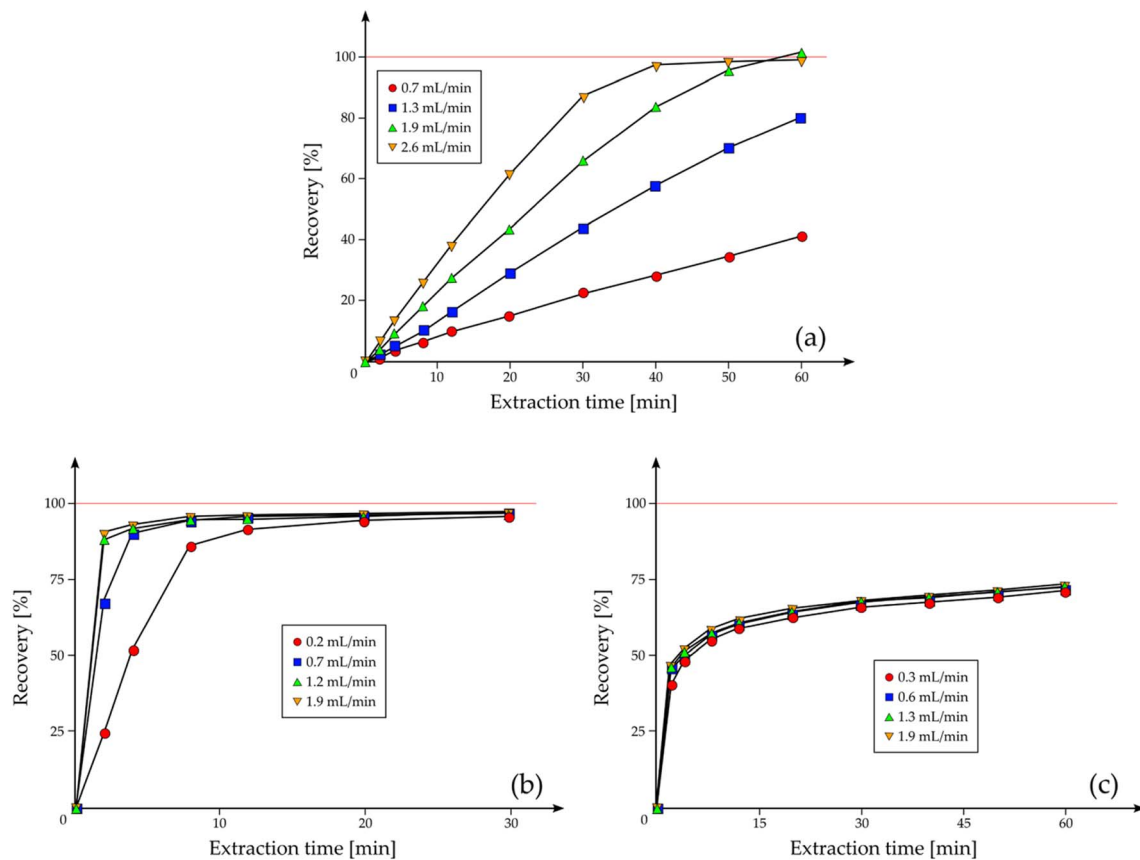 100
80
60
40
20
0
Recovery [%]
0.7 mL/min
1.3 mL/min
1.9 mL/min
2.6 mL/min
(a)
10 20 30 40 50 60
Extraction time [min]
100
75
50
25
0
Recovery [%]
0.2 mL/min
0.7 mL/min
1.2 mL/min
1.9 mL/min
(b)
10 20 30
Extraction time [min]
100
75
50
25
0
Recovery [%]
0.3 mL/min
0.6 mL/min
1.3 mL/min
1.9 mL/min
(c)
15 30 45 60
Extraction time [min]